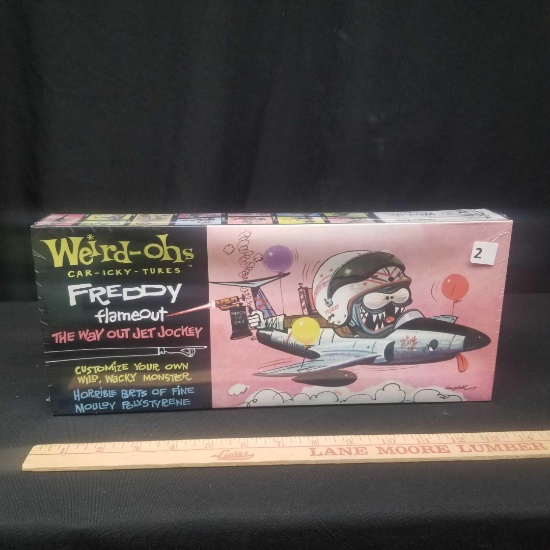 Weird-ohs
CAR-ICKY-TURES
FREDDY
flameout
THE WAY OUT JET JOCKEY
CUSTOMIZE YOUR OWN
WILD, WACKY MONSTER
HORRIBLE PARTS OF FINE
MOULDY POLYSTYRENE
2
LANE MOORE LUMBER